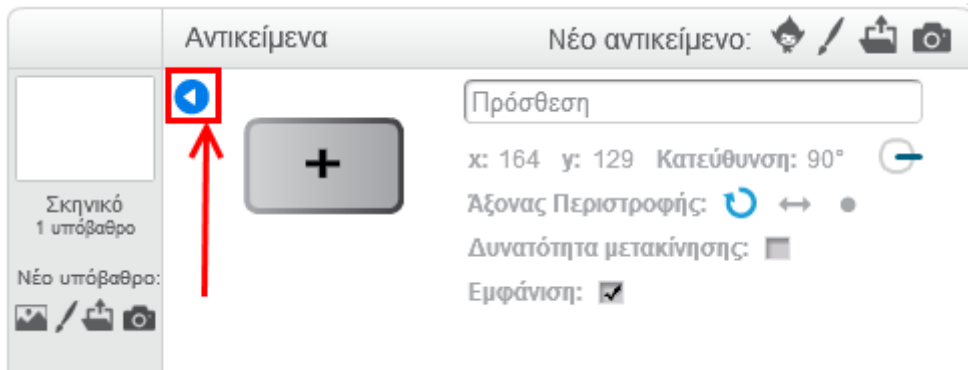 Αντικείμενα Νέο αντικείμενο:
Πρόσθεση
+
x: 164 y: 129 Κατεύθυνση: 90°
Άξονας Περιστροφής:
Δυνατότητα μετακίνησης:
Εμφάνιση:
Σκηνικό
1 υπόβαθρο
Νέο υπόβαθρο: